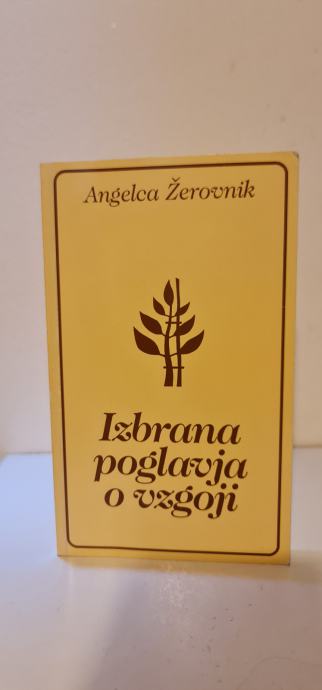 Angelca Žerovnik
Izbrana
poglavja
o vzgoji